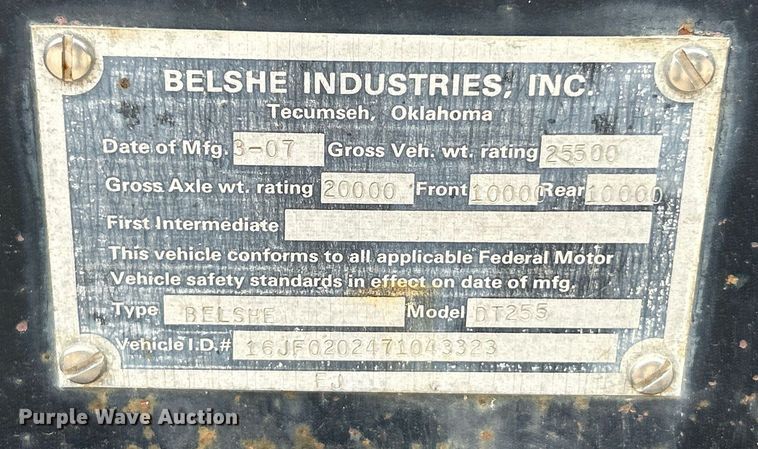 BELSHE INDUSTRIES, INC.
Tecumseh, Oklahoma
Date of Mfg. 3-07 Gross Veh. wt. rating 25500
Gross Axle wt. rating 20000 Front 10000 Rear 10000
First Intermediate
This vehicle conforms to all applicable Federal Motor
Vehicle safety standards in effect on date of mfg.
Type BELSHE Model DT255
Vehicle I.D.# 16JF0202471043323
Purple Wave Auction